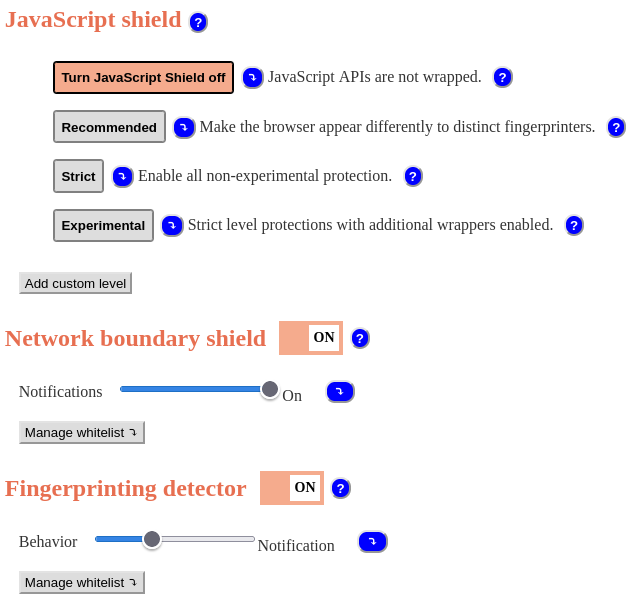 JavaScript shield ?
Turn JavaScript Shield off ⤵ JavaScript APIs are not wrapped. ?
Recommended ⤵ Make the browser appear differently to distinct fingerprinters. ?
Strict ⤵ Enable all non-experimental protection. ?
Experimental ⤵ Strict level protections with additional wrappers enabled. ?
Add custom level
Network boundary shield ON ?
Notifications On ⤵
Manage whitelist ⤵
Fingerprinting detector ON ?
Behavior Notification ⤵
Manage whitelist ⤵